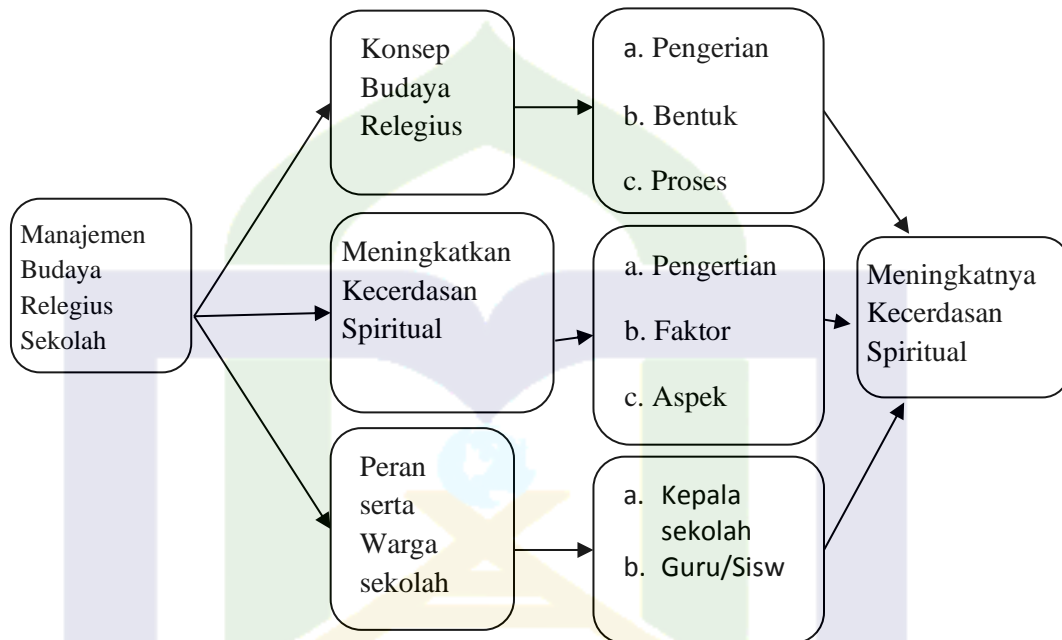 Manajemen
Budaya
Relegius
Sekolah
Konsep
Budaya
Relegius
a. Pengerian
b. Bentuk
c. Proses
Meningkatkan
Kecerdasan
Spiritual
a. Pengertian
b. Faktor
c. Aspek
Peran
serta
Warga
sekolah
a. Kepala
sekolah
b. Guru/Sisw
Meningkatnya
Kecerdasan
Spiritual